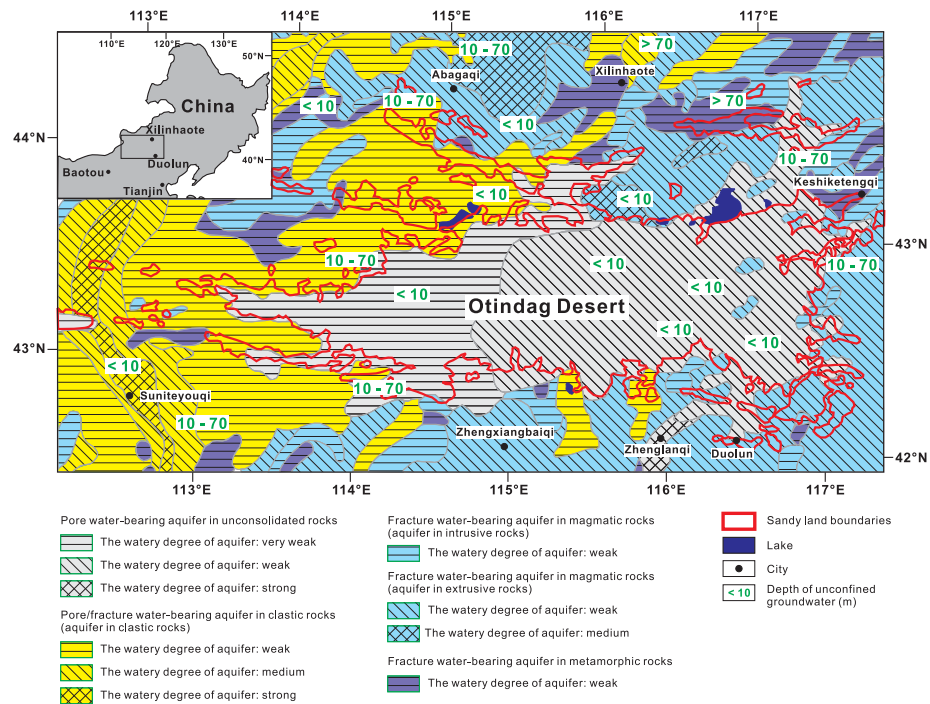 113°E 114°E 115°E 116°E 117°E
110°E 120°E 130°E
50°N
40°N
China
Xilinhaote
Duolun
Baotou
Tianjin
10 - 70
> 70
Abagaqi
Xilinhaote
< 10
10 - 70
> 70
44°N
< 10
44°N
10 - 70
Keshiketengqi
< 10
< 10
43°N
10 - 70
< 10
10 - 70
< 10
< 10
Otindag Desert
43°N
< 10
< 10
Suniteyouqi
10 - 70
10 - 70
Zhengxiangbaiqi
Zhenglanqi
Duolun
42°N
113°E 114°E 115°E 116°E 117°E
Pore water-bearing aquifer in unconsolidated rocks
The watery degree of aquifer: very weak
The watery degree of aquifer: weak
The watery degree of aquifer: strong
Pore/fracture water-bearing aquifer in clastic rocks
(aquifer in clastic rocks)
The watery degree of aquifer: weak
The watery degree of aquifer: medium
The watery degree of aquifer: strong
Fracture water-bearing aquifer in magmatic rocks
(aquifer in intrusive rocks)
The watery degree of aquifer: weak
Fracture water-bearing aquifer in magmatic rocks
(aquifer in extrusive rocks)
The watery degree of aquifer: weak
The watery degree of aquifer: medium
Fracture water-bearing aquifer in metamorphic rocks
The watery degree of aquifer: weak
Sandy land boundaries
Lake
City
< 10
Depth of unconfined
groundwater (m)